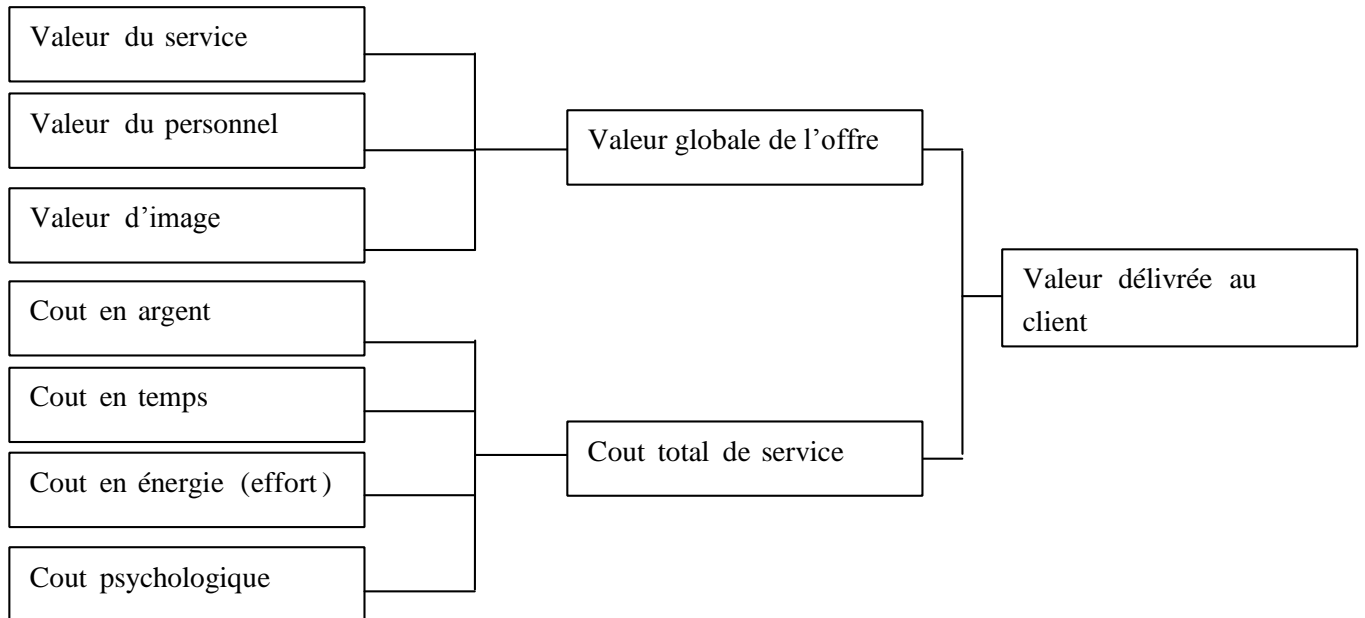 Valeur du service
Valeur du personnel
Valeur d'image
Cout en argent
Cout en temps
Cout en énergie (effort)
Cout psychologique
Valeur globale de l'offre
Cout total de service
Valeur délivrée au
client